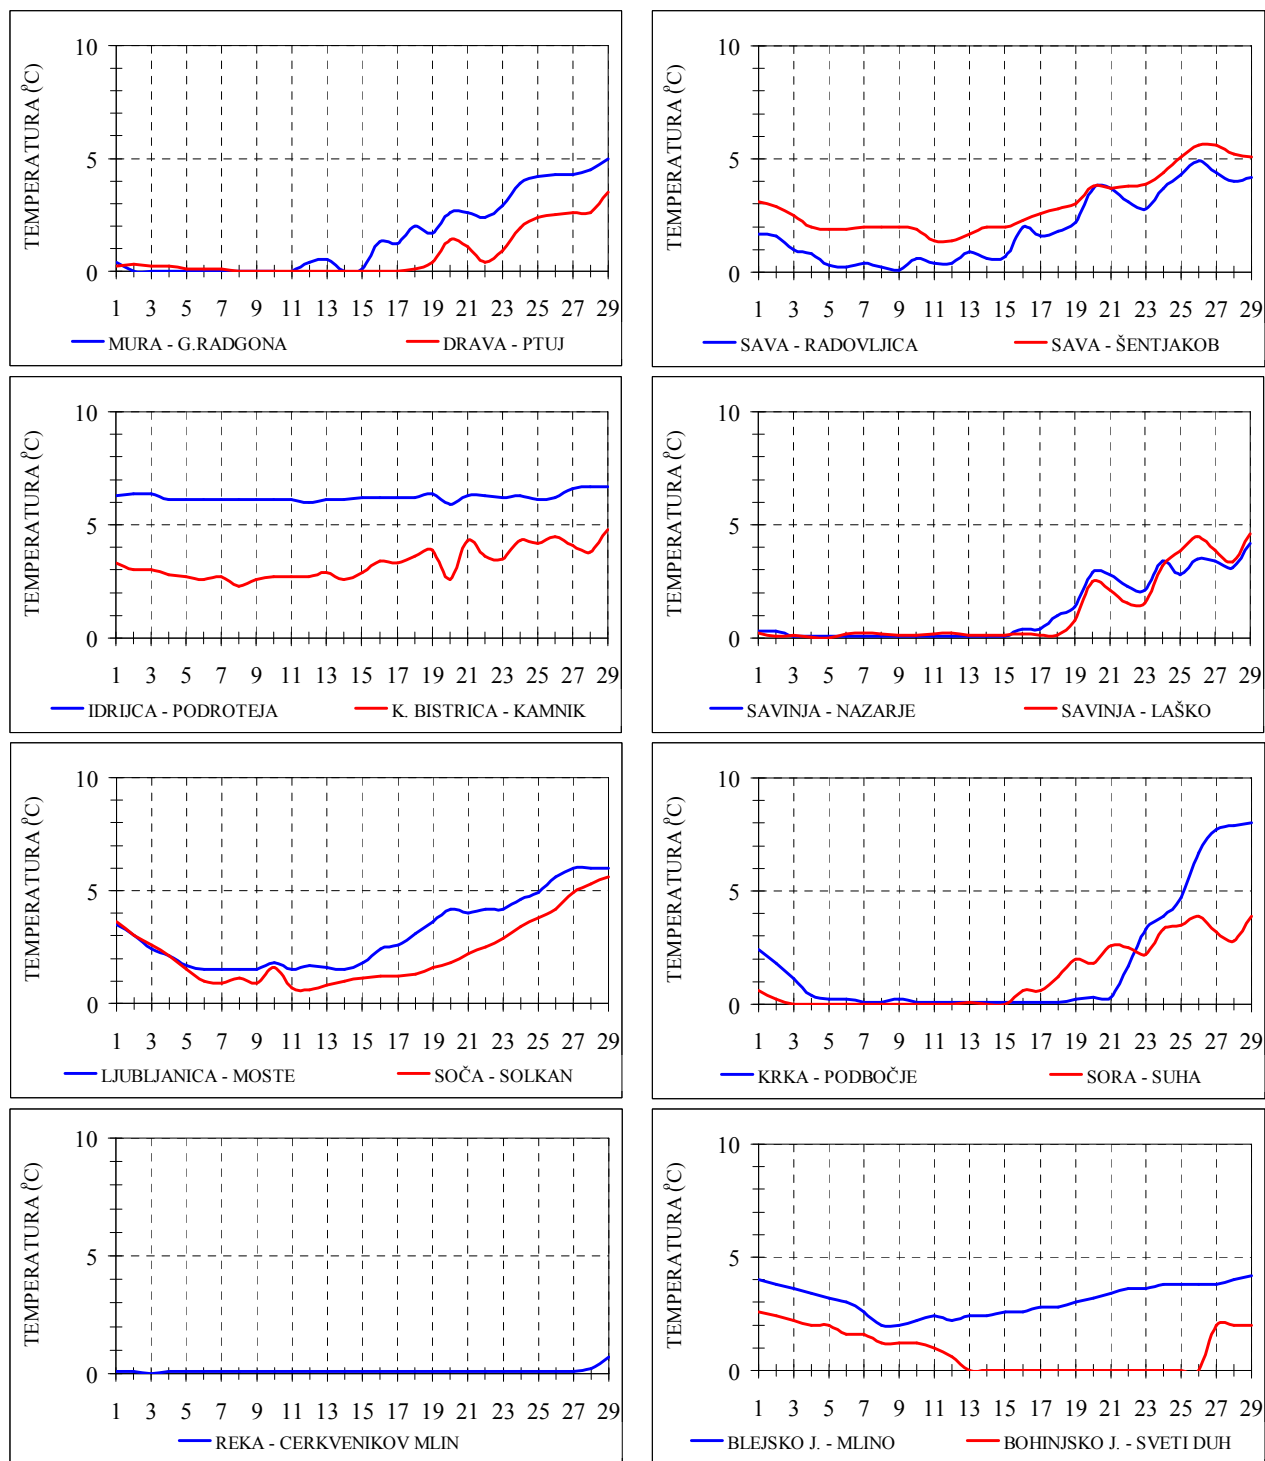 TEMPERATURA (°C)
10
5
0
1 3 5 7 9 11 13 15 17 19 21 23 25 27 29
MURA - G.RADGONA DRAVA - PTUJ
TEMPERATURA (°C)
10
5
0
1 3 5 7 9 11 13 15 17 19 21 23 25 27 29
SAVA - RADOVLJICA SAVA - ŠENTJAKOB
TEMPERATURA (°C)
10
5
0
1 3 5 7 9 11 13 15 17 19 21 23 25 27 29
IDRIJCA - PODROTEJA K. BISTRICA - KAMNIK
TEMPERATURA (°C)
10
5
0
1 3 5 7 9 11 13 15 17 19 21 23 25 27 29
SAVINJA - NAZARJE SAVINJA - LAŠKO
TEMPERATURA (°C)
10
5
0
1 3 5 7 9 11 13 15 17 19 21 23 25 27 29
LJUBLJANICA - MOSTE SOČA - SOLKAN
TEMPERATURA (°C)
10
5
0
1 3 5 7 9 11 13 15 17 19 21 23 25 27 29
KRKA - PODBOČJE SORA - SUHA
TEMPERATURA (°C)
10
5
0
1 3 5 7 9 11 13 15 17 19 21 23 25 27 29
REKA - CERKVENIKOV MLIN
TEMPERATURA (°C)
10
5
0
1 3 5 7 9 11 13 15 17 19 21 23 25 27 29
BLEJSKO J. - MLINO BOHINJSKO J. - SVETI DUH